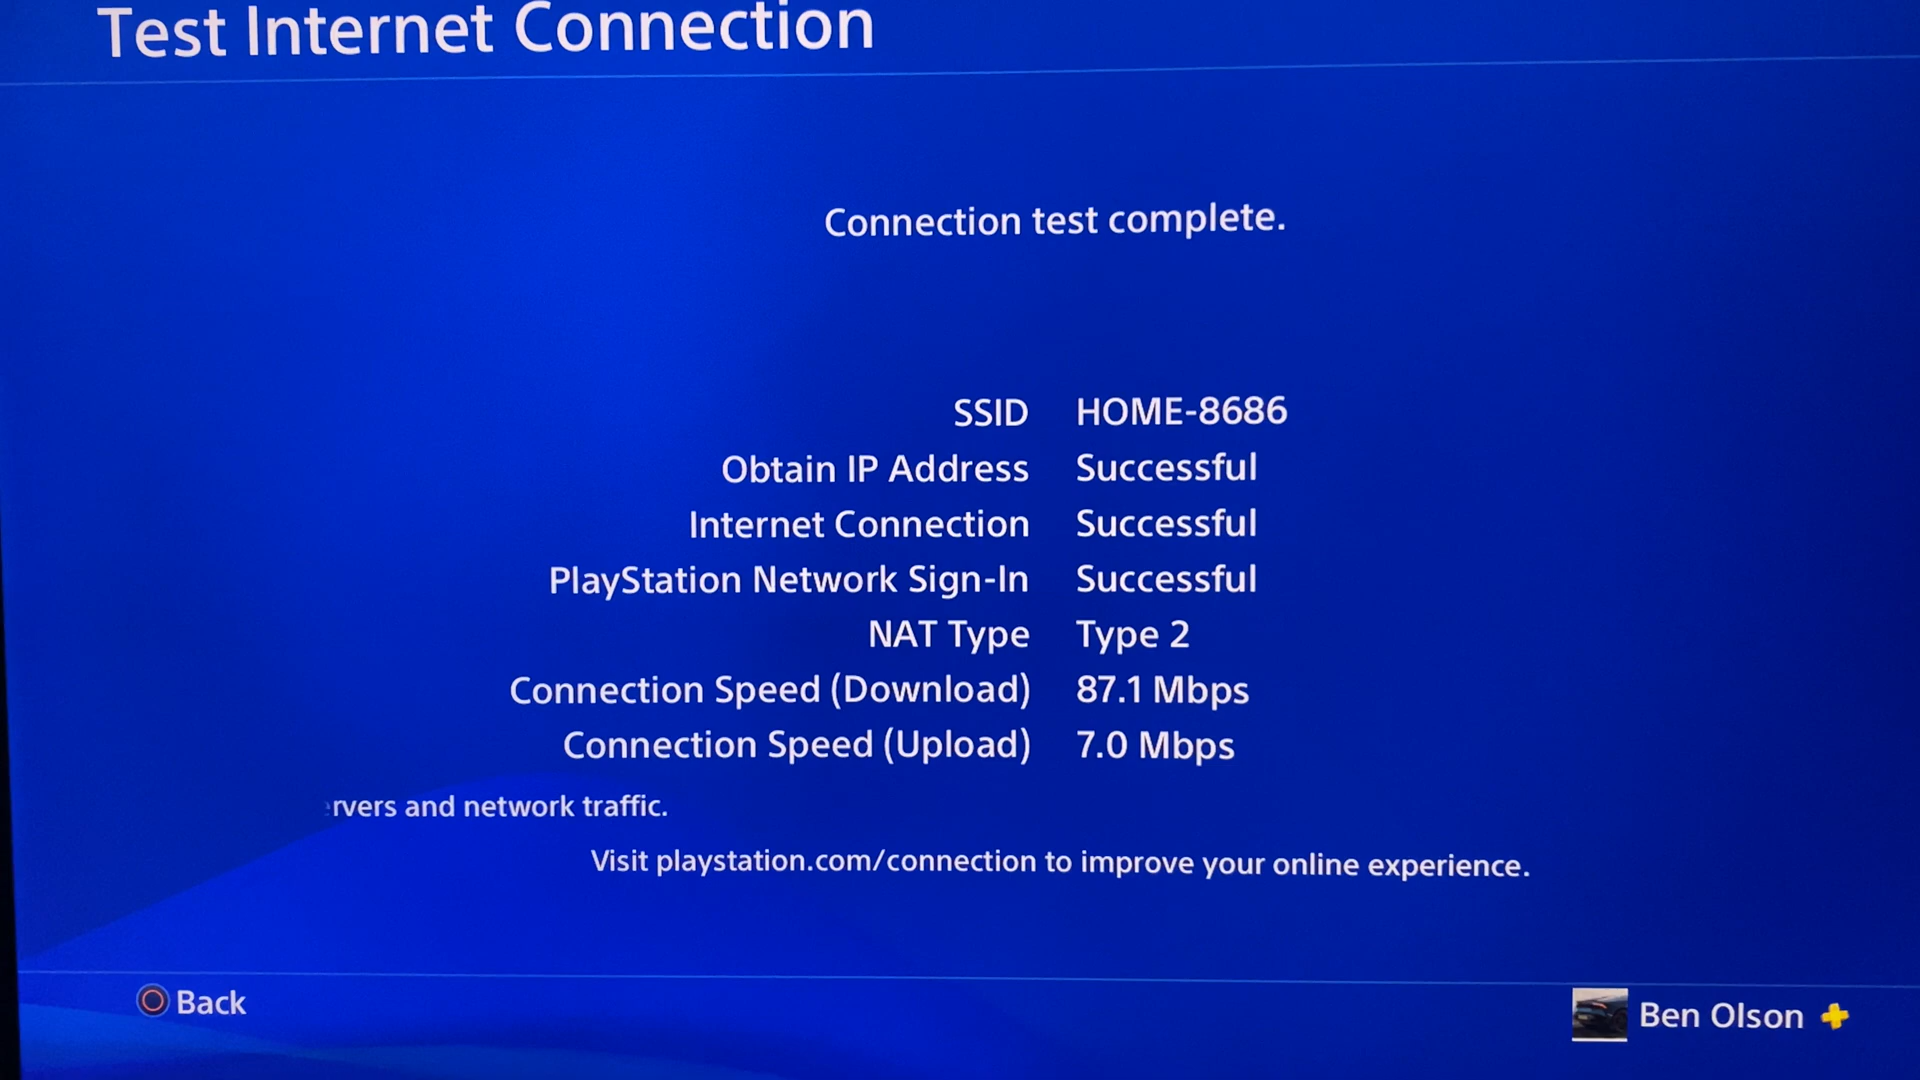 Test Internet Connection
Connection test complete.
SSID HOME-8686
Obtain IP Address Successful
Internet Connection Successful
PlayStation Network Sign-In Successful
NAT Type Type 2
Connection Speed (Download) 87.1 Mbps
Connection Speed (Upload) 7.0 Mbps
rvers and network traffic.
Visit playstation.com/connection to improve your online experience.
Back
Ben Olson